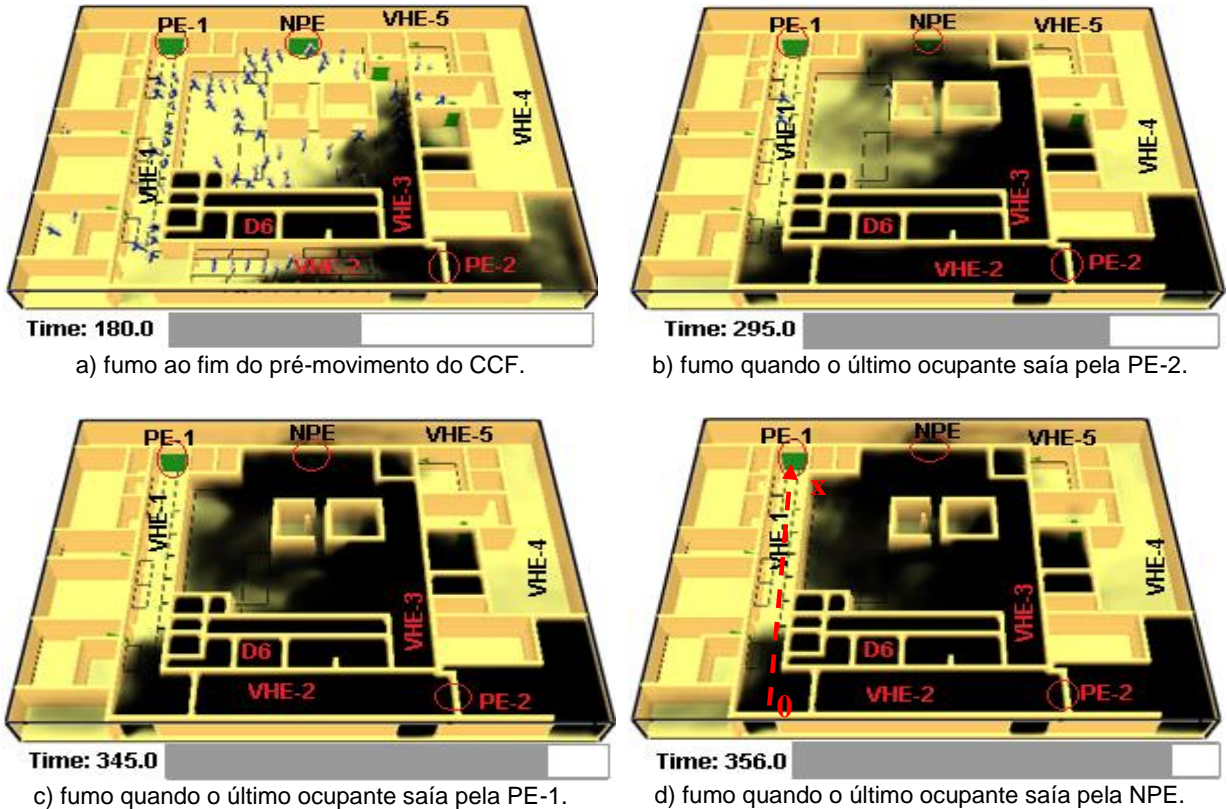 PE-1 NPE VHE-5
VHE-1 VHE-4
VHE-3
D6
VHE-2 PE-2
Time: 180.0
a) fumo ao fim do pré-movimento do CCF.
PE-1 NPE VHE-5
VHE-1 VHE-4
VHE-3
D6
VHE-2 PE-2
Time: 295.0
b) fumo quando o último ocupante saía pela PE-2.
PE-1 NPE VHE-5
VHE-1 VHE-4
VHE-3
D6
VHE-2 PE-2
Time: 345.0
c) fumo quando o último ocupante saía pela PE-1.
PE-1 NPE VHE-5
x
VHE-1 VHE-4
VHE-3
D6
0 VHE-2 PE-2
Time: 356.0
d) fumo quando o último ocupante saía pela NPE.